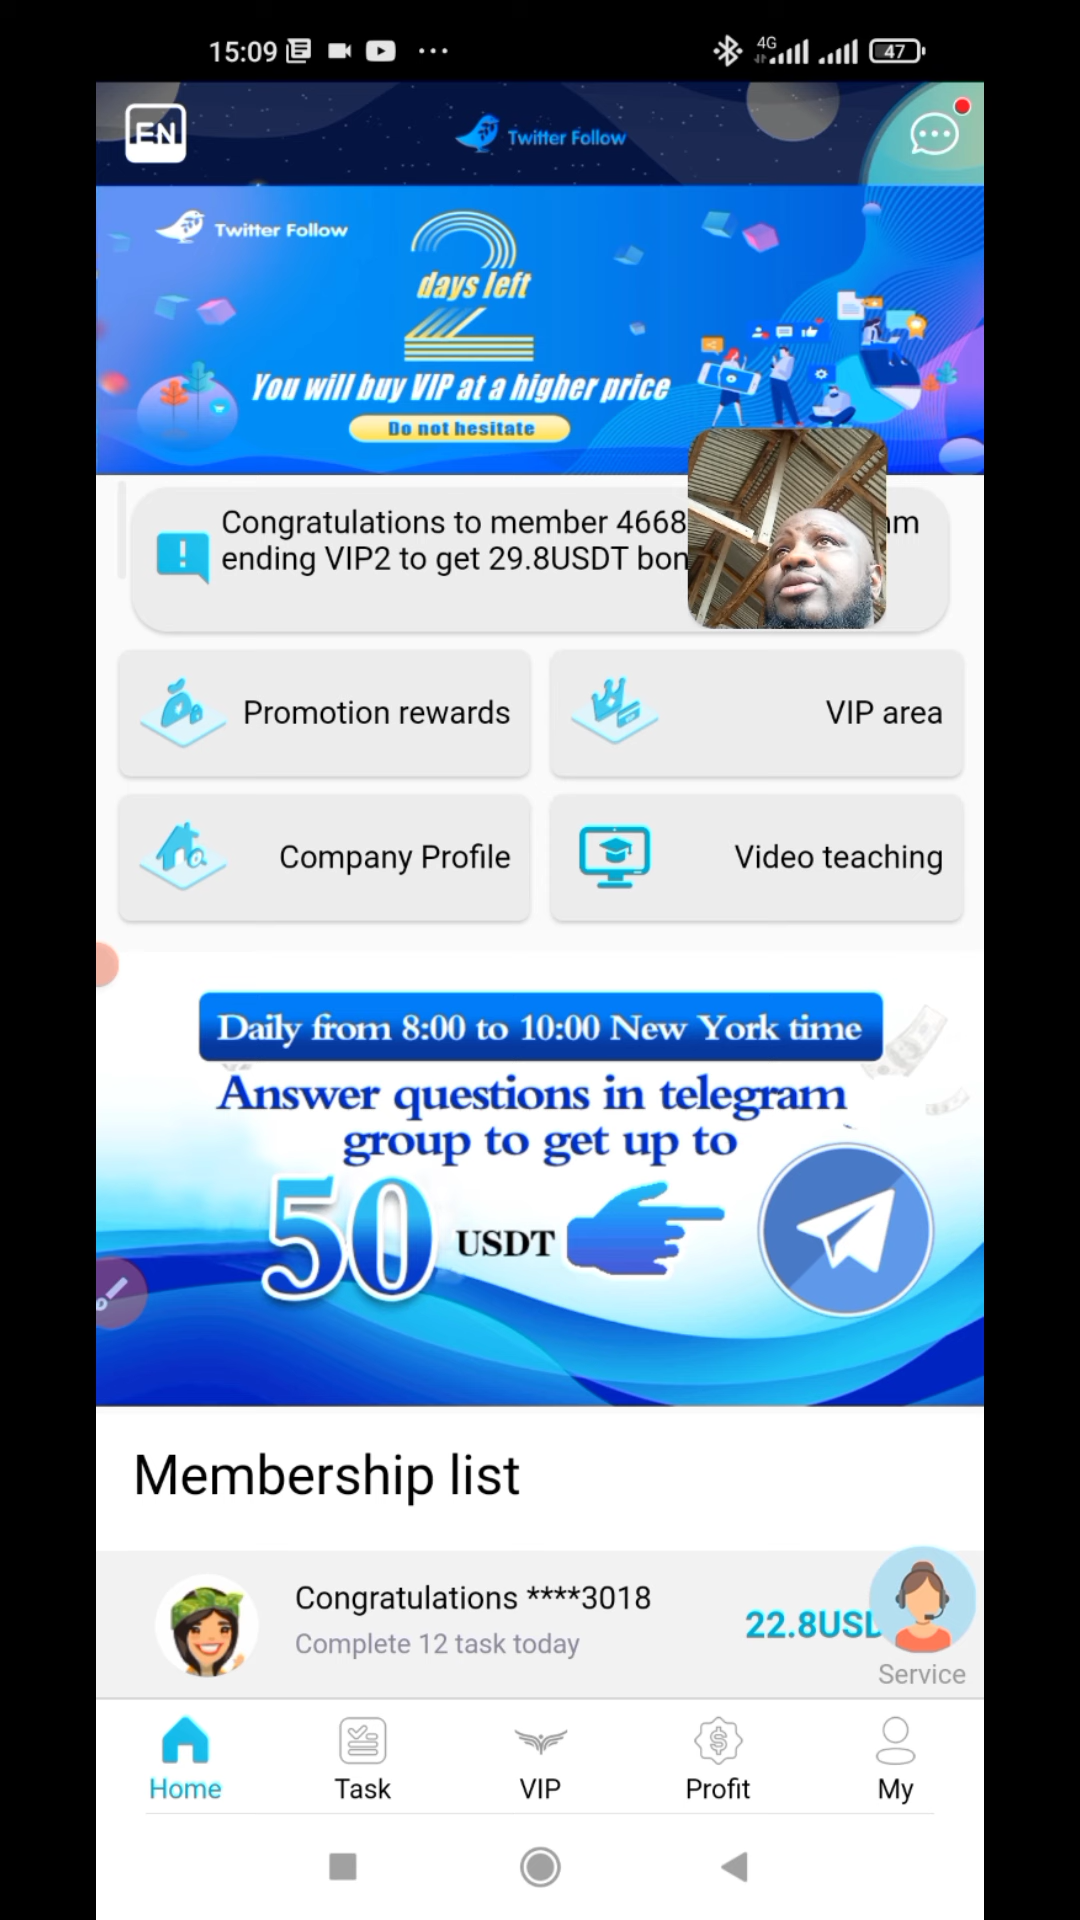 15:09
4G
47
EN
Twitter Follow
Twitter Follow
2
days left
You will buy VIP at a higher price
Do not hesitate
Congratulations to member 4668
ending VIP2 to get 29.8USDT
Promotion rewards
VIP area
Company Profile
Video teaching
Daily from 8:00 to 10:00 New York time
Answer questions in telegram
group to get up to
50 USDT
Membership list
Congratulations ****3018
Complete 12 task today
22.8USD
Service
Home
Task
VIP
Profit
My